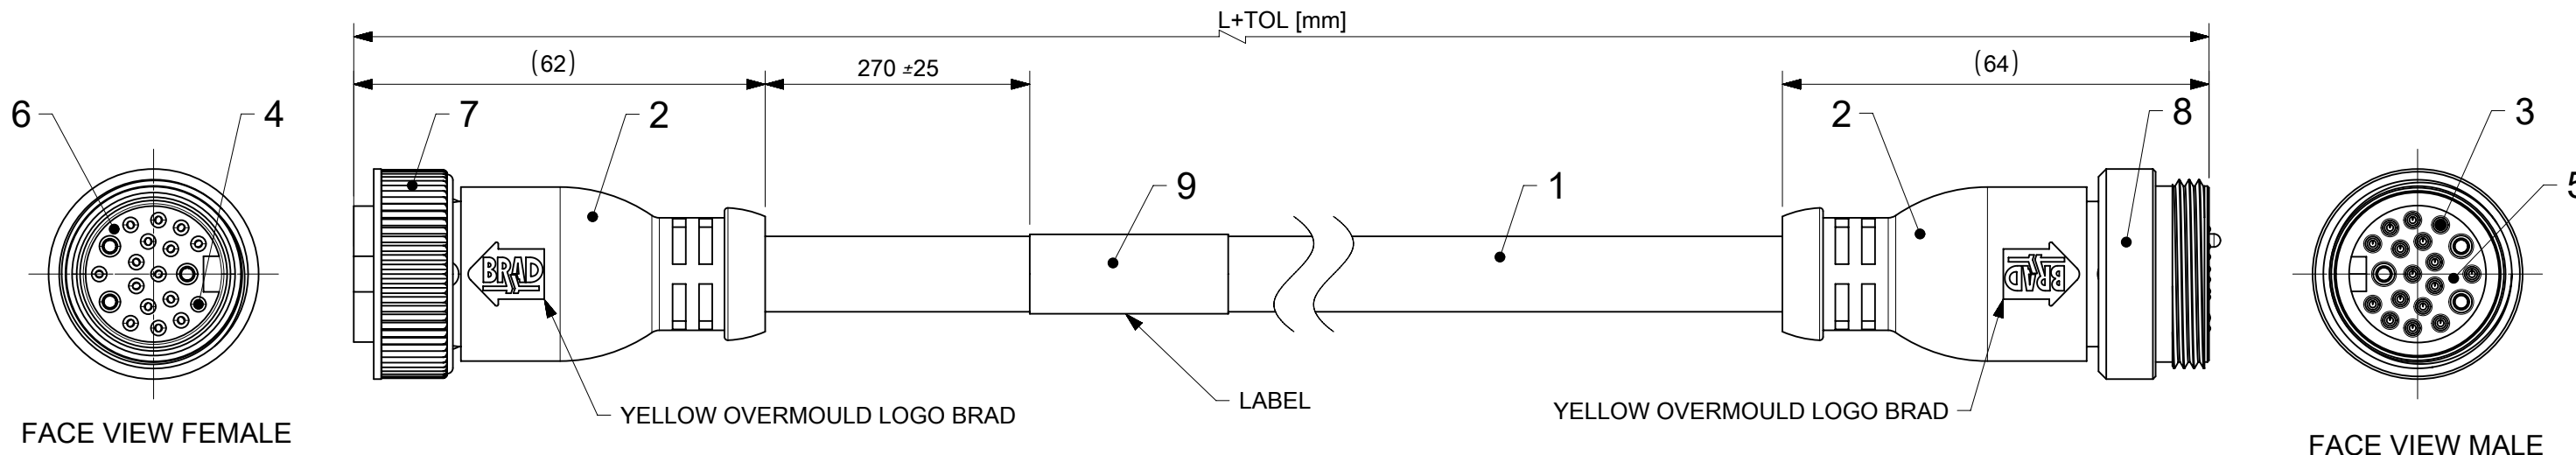 L+TOL [mm]
(62)
270 ±25
(64)
6
4
7
2
9
1
2
8
3
5
BRAD
BRAD
YELLOW OVERMOULD LOGO BRAD
LABEL
YELLOW OVERMOULD LOGO BRAD
FACE VIEW FEMALE
FACE VIEW MALE